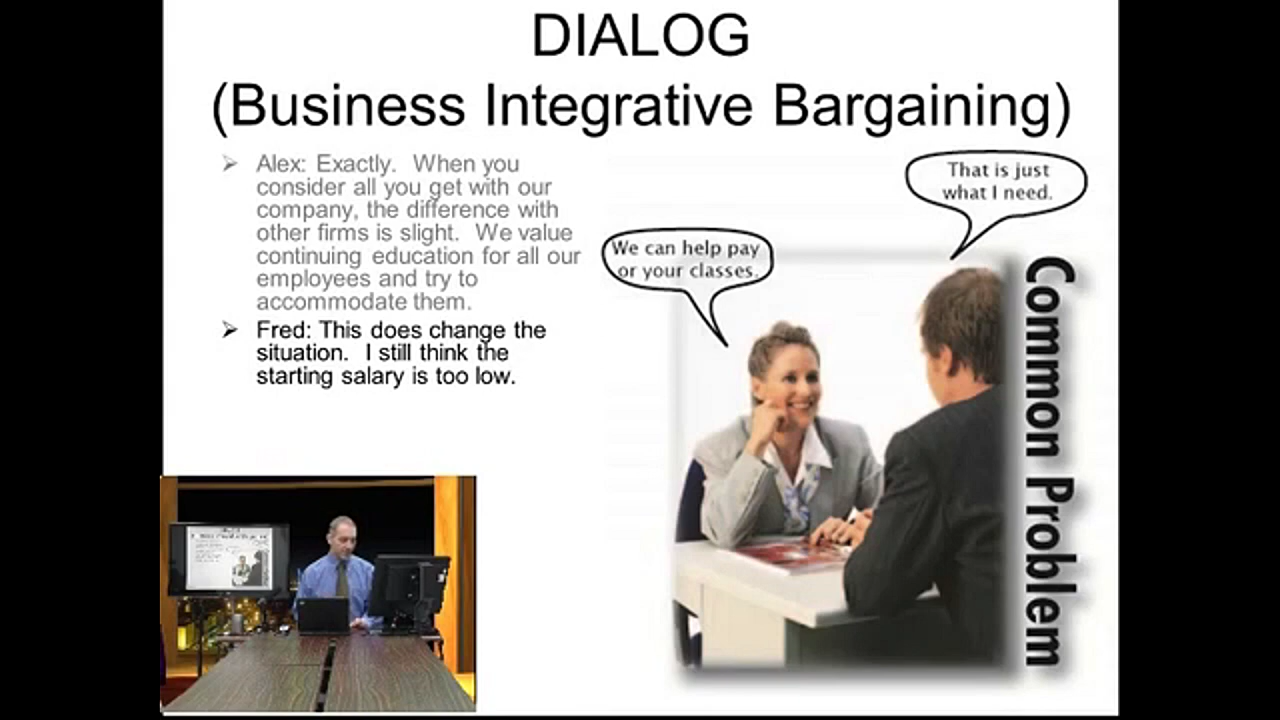 DIALOG
(Business Integrative Bargaining)
Alex: Exactly. When you
consider all you get with our
company, the difference with
other firms is slight. We value
continuing education for all our
employees and try to
accommodate them.
Fred: This does change the
situation. I still think the
starting salary is too low.
We can help pay
or your classes.
That is just
what I need.
Common Problem